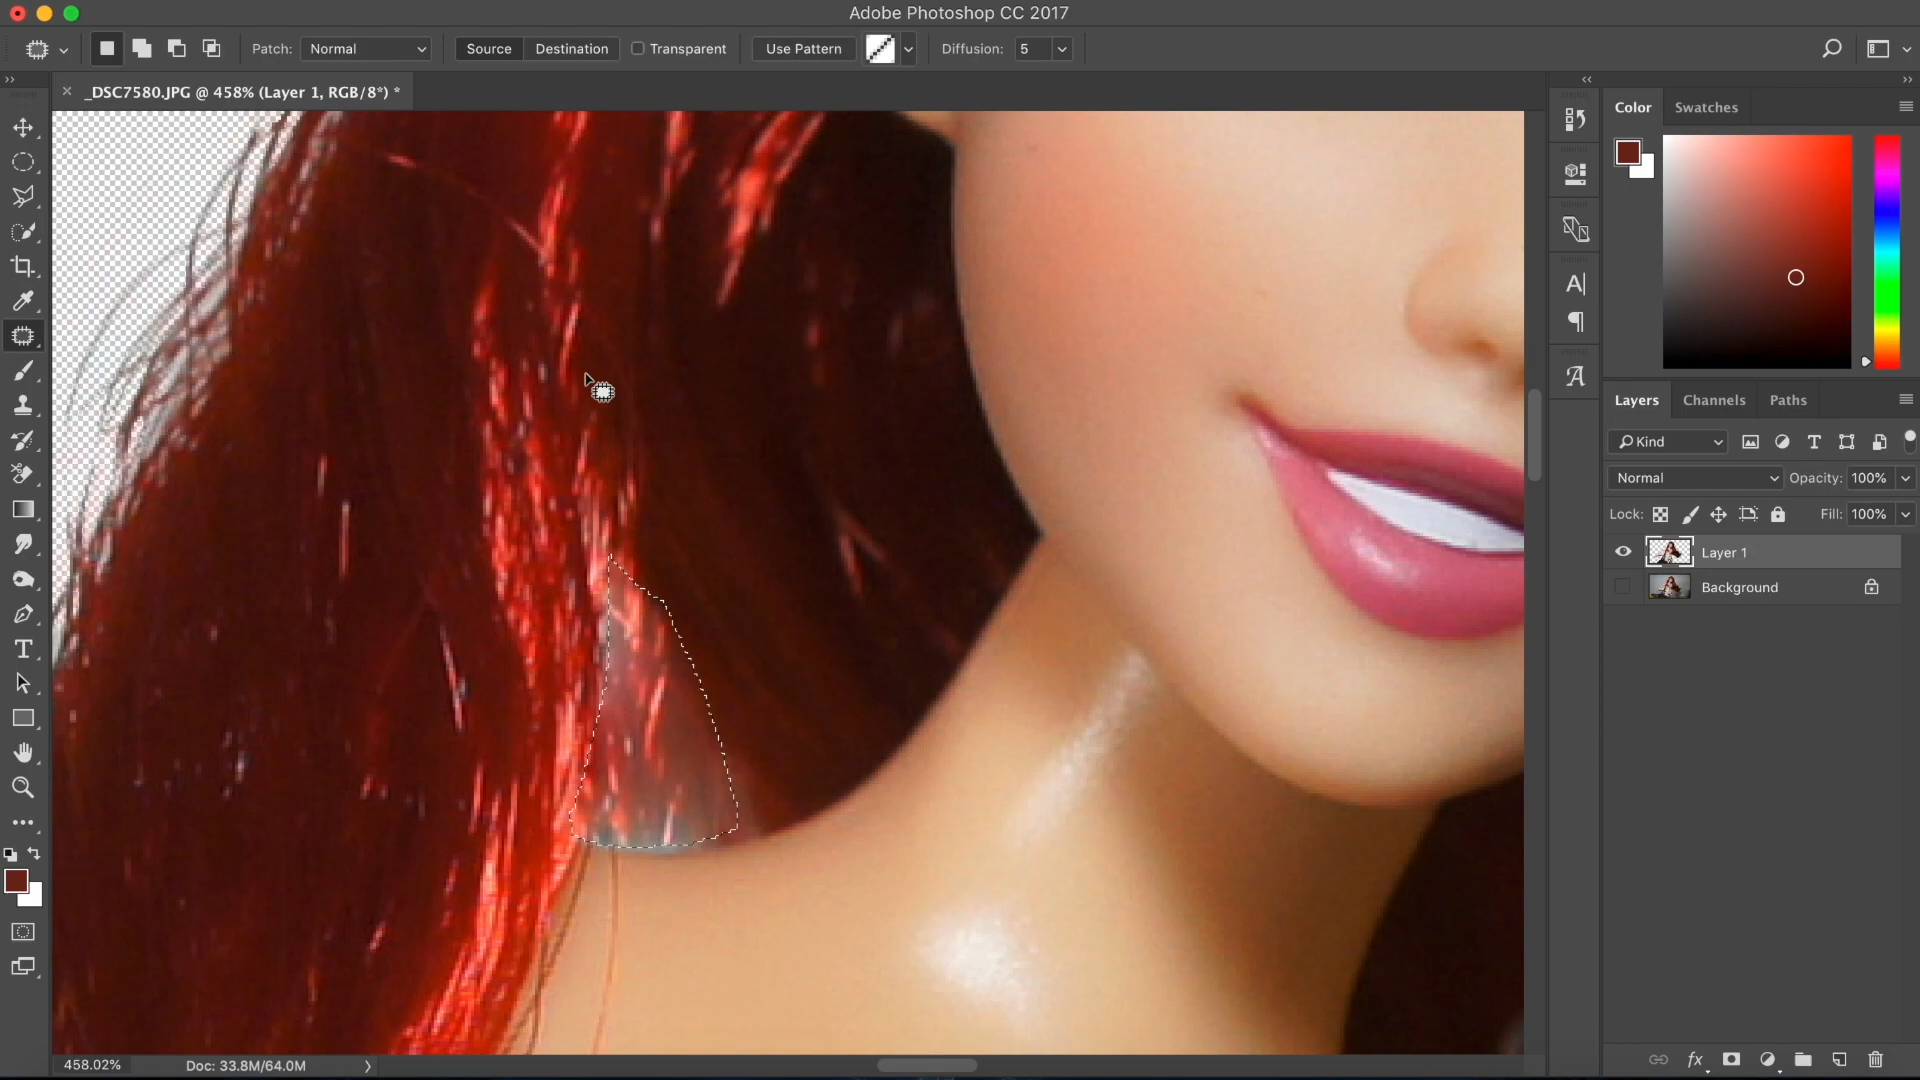 Adobe Photoshop CC 2017
Patch: Normal Source Destination Transparent Use Pattern Diffusion: 5
_DSC7580.JPG @ 458% (Layer 1, RGB/8*) *
Color Swatches
Layers Channels Paths
Kind
Normal Opacity: 100%
Lock: Fill: 100%
Layer 1
Background
458.02% Doc: 33.8M/64.0M